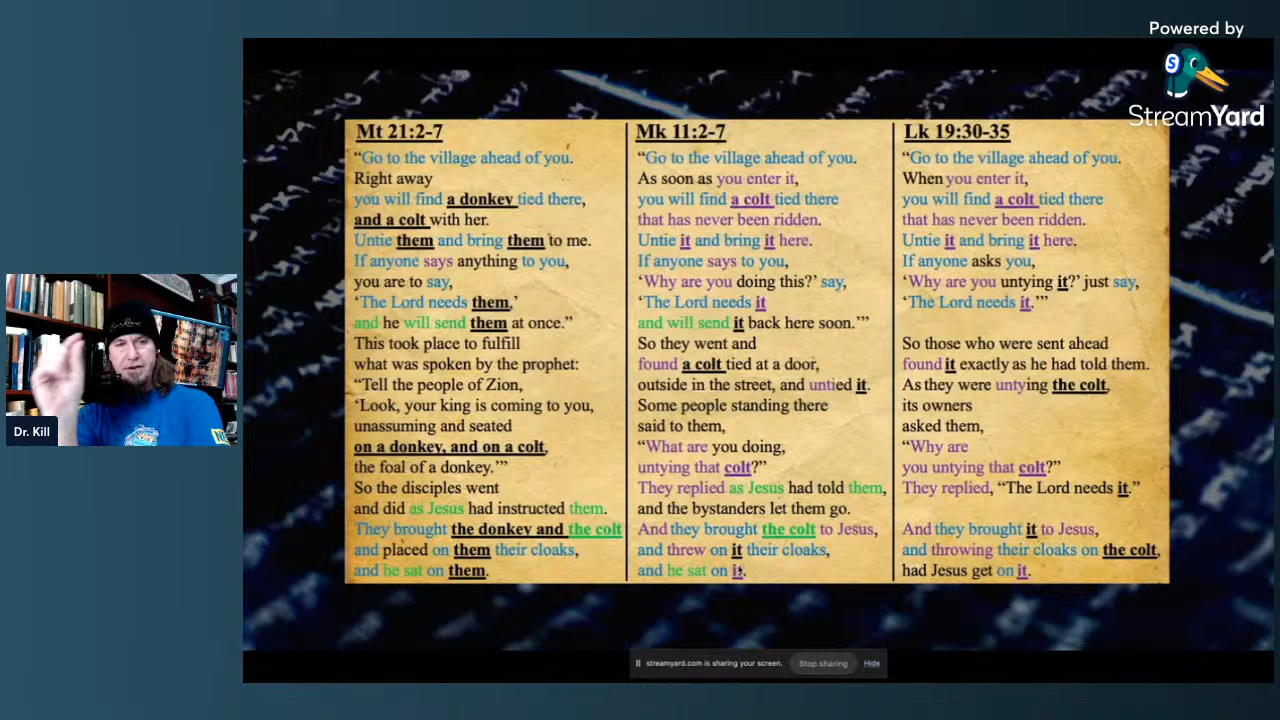 Powered by
StreamYard
Mt 21:2-7
“Go to the village ahead of you.
Right away
you will find a donkey tied there,
and a colt with her.
Untie them and bring them to me.
If anyone says anything to you,
you are to say,
‘The Lord needs them,’
and he will send them at once.”
This took place to fulfill
what was spoken by the prophet:
“Tell the people of Zion,
‘Look, your king is coming to you,
unassuming and seated
on a donkey, and on a colt,
the foal of a donkey.’”
So the disciples went
and did as Jesus had instructed them.
They brought the donkey and the colt
and placed on them their cloaks,
and he sat on them.
Mk 11:2-7
“Go to the village ahead of you.
As soon as you enter it,
you will find a colt tied there
that has never been ridden.
Untie it and bring it here.
If anyone says to you,
‘Why are you doing this?’ say,
‘The Lord needs it
and will send it back here soon.’”
So they went and
found a colt tied at a door,
outside in the street, and untied it.
Some people standing there
said to them,
“What are you doing,
untying that colt?”
They replied as Jesus had told them,
and the bystanders let them go.
And they brought the colt to Jesus,
and threw on it their cloaks,
and he sat on it.
Lk 19:30-35
“Go to the village ahead of you.
When you enter it,
you will find a colt tied there
that has never been ridden.
Untie it and bring it here.
If anyone asks you,
‘Why are you untying it?’ just say,
‘The Lord needs it.’”
So those who were sent ahead
found it exactly as he had told them.
As they were untying the colt,
its owners
asked them,
“Why are
you untying that colt?”
They replied, “The Lord needs it.”
And they brought it to Jesus,
and throwing their cloaks on the colt,
had Jesus get on it.
Dr. Kill
streamyard.com is sharing your screen.
Stop sharing
Hide